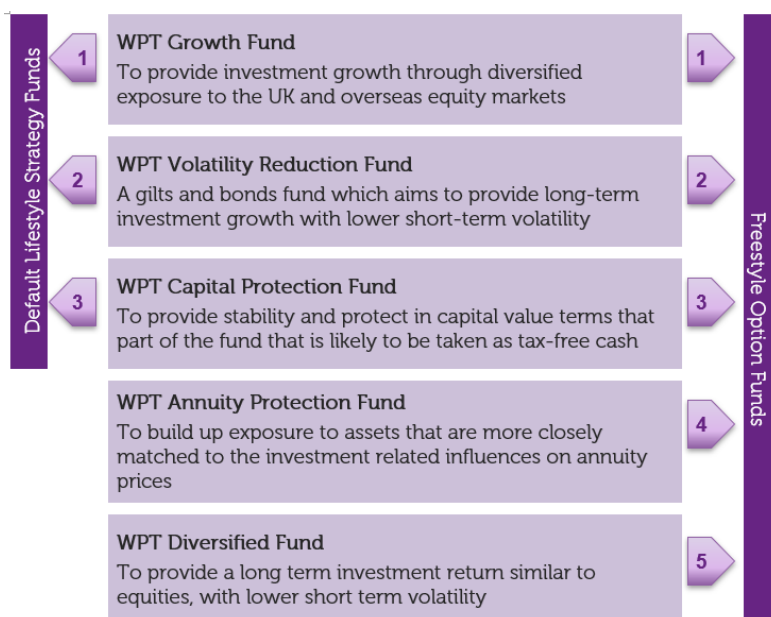 Default Lifestyle Strategy Funds
1
WPT Growth Fund
To provide investment growth through diversified
exposure to the UK and overseas equity markets
1
2
WPT Volatility Reduction Fund
A gilts and bonds fund which aims to provide long-term
investment growth with lower short-term volatility
2
3
WPT Capital Protection Fund
To provide stability and protect in capital value terms that
part of the fund that is likely to be taken as tax-free cash
3
WPT Annuity Protection Fund
To build up exposure to assets that are more closely
matched to the investment related influences on annuity
prices
4
WPT Diversified Fund
To provide a long term investment return similar to
equities, with lower short term volatility
5
Freestyle Option Funds